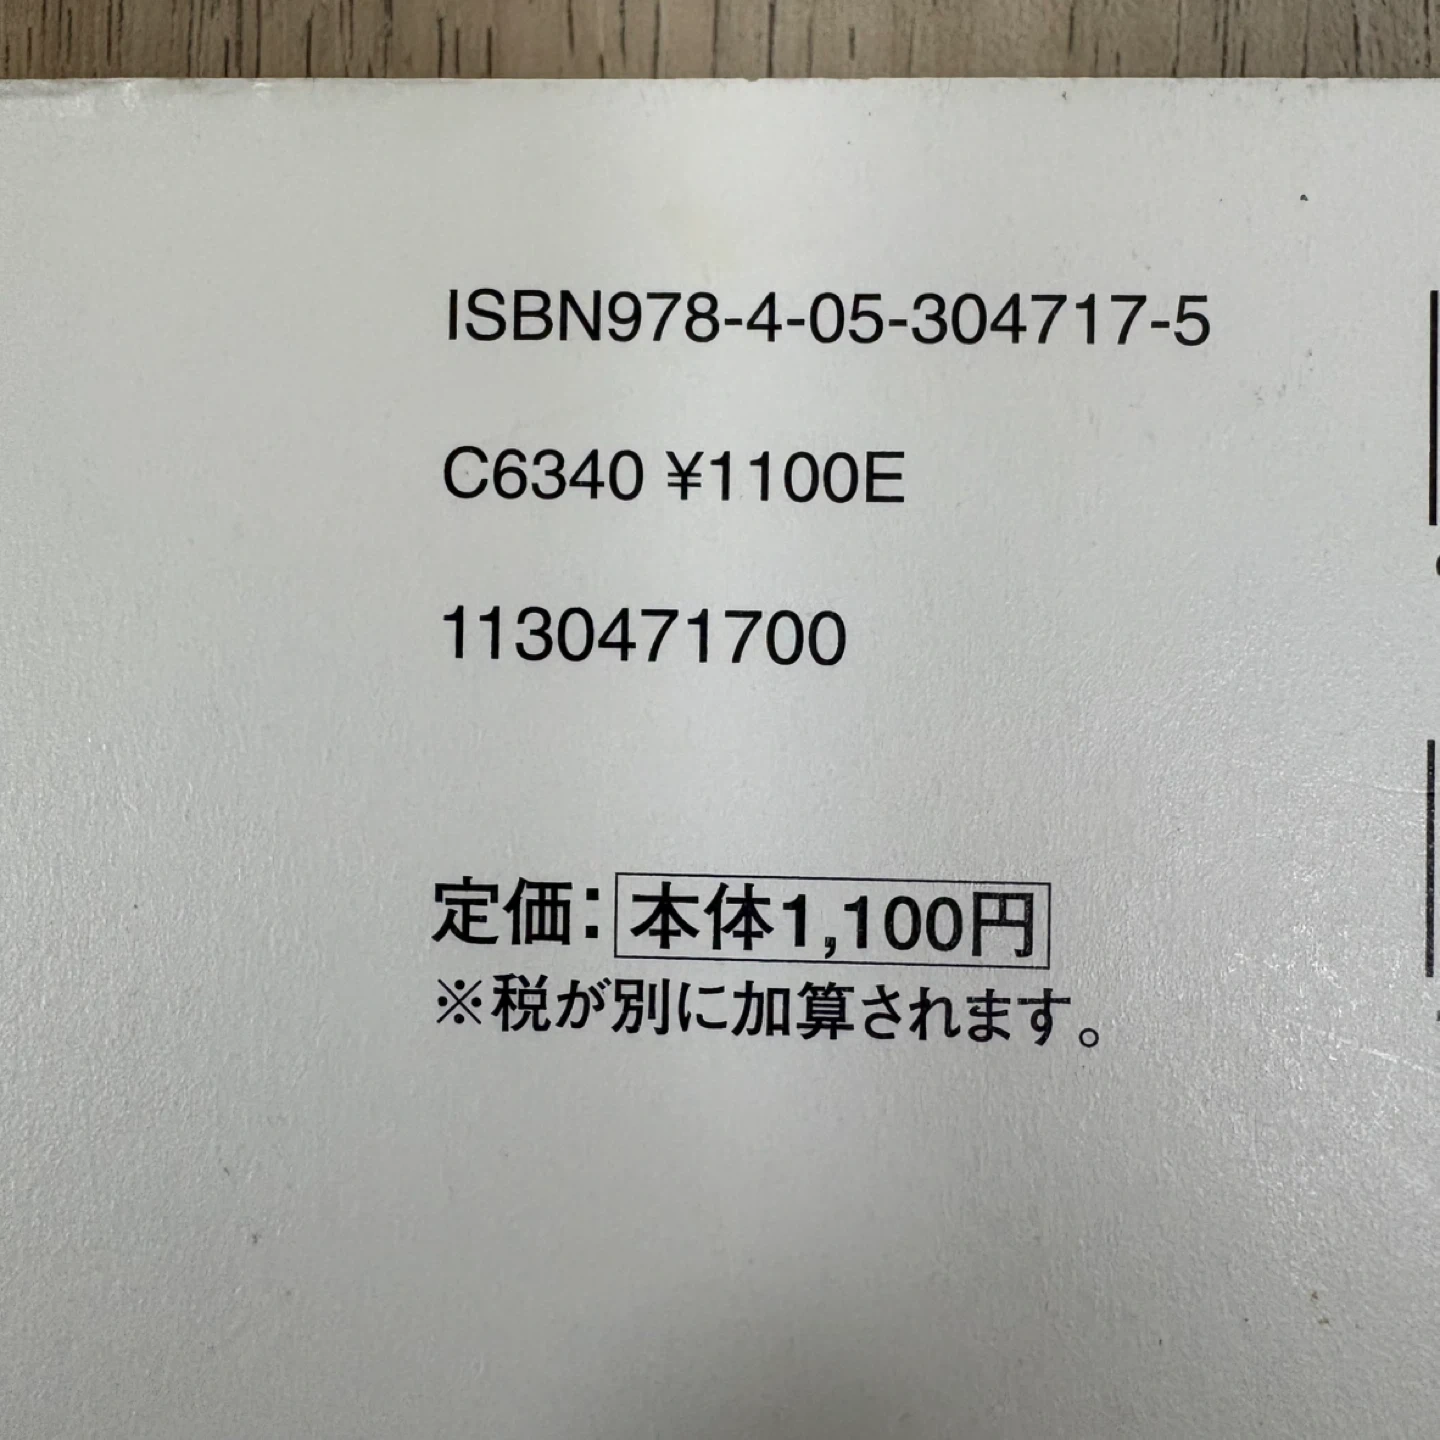 ISBN978-4-05-304717-5
C6340 ¥1100E
1130471700
定価：本体1,100円
※税が別に加算されます。